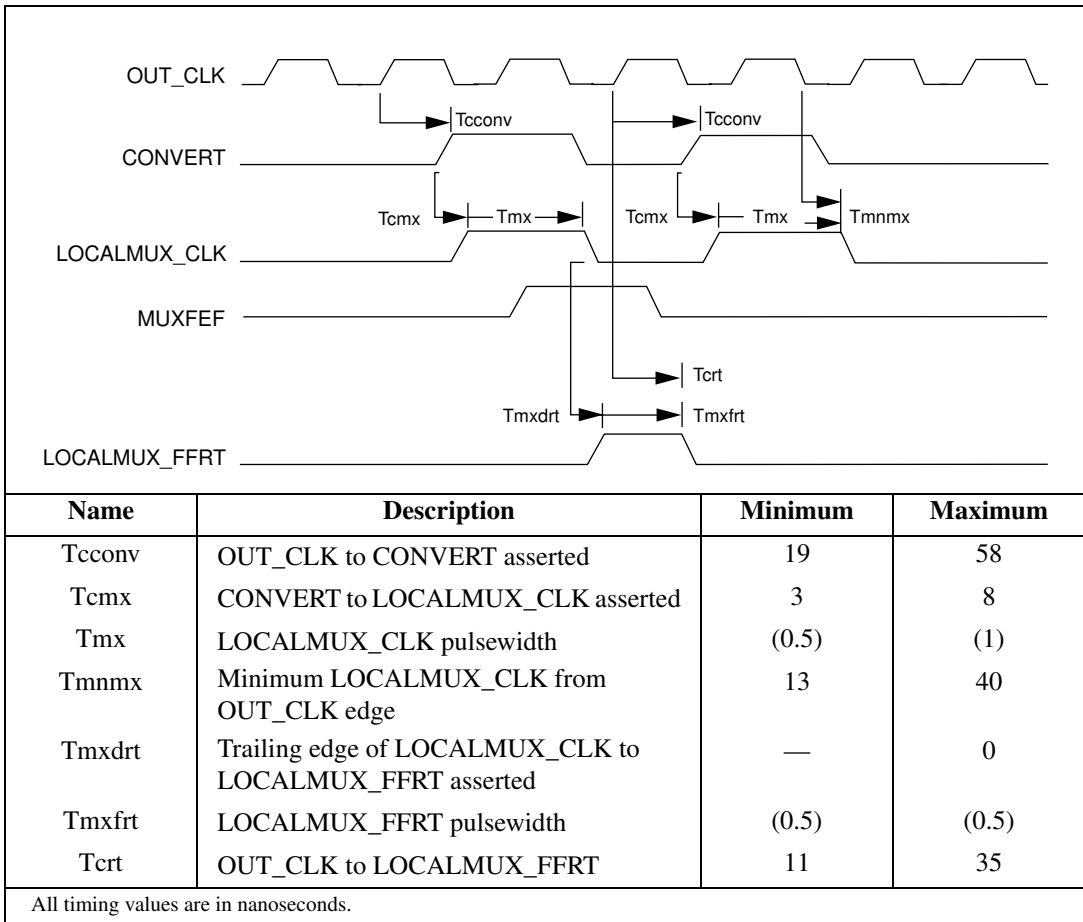 OUT_CLK
Tcconv Tcconv
CONVERT
Tcmx Tmx Tcmx Tmx Tmnmx
LOCALMUX_CLK
MUXFEF
Tcrt
Tmxdrt Tmxfrt
LOCALMUX_FFRT
Name Description Minimum Maximum
Tcconv OUT_CLK to CONVERT asserted 19 58
Tcmx CONVERT to LOCALMUX_CLK asserted 3 8
Tmx LOCALMUX_CLK pulsewidth (0.5) (1)
Tmnmx Minimum LOCALMUX_CLK from 13 40
OUT_CLK edge
Tmxdrt Trailing edge of LOCALMUX_CLK to — 0
LOCALMUX_FFRT asserted
Tmxfrt LOCALMUX_FFRT pulsewidth (0.5) (0.5)
Tcrt OUT_CLK to LOCALMUX_FFRT 11 35
All timing values are in nanoseconds.